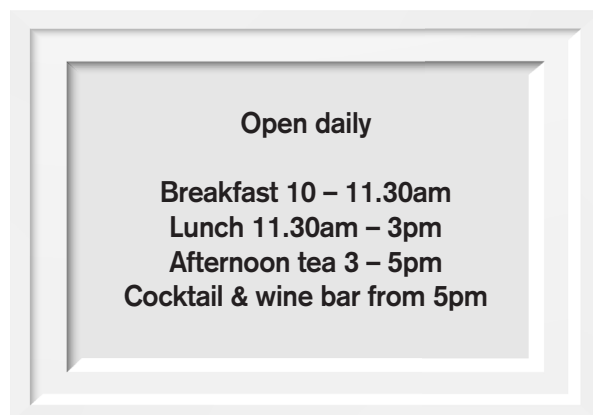 Open daily
Breakfast 10 – 11.30am
Lunch 11.30am – 3pm
Afternoon tea 3 – 5pm
Cocktail & wine bar from 5pm